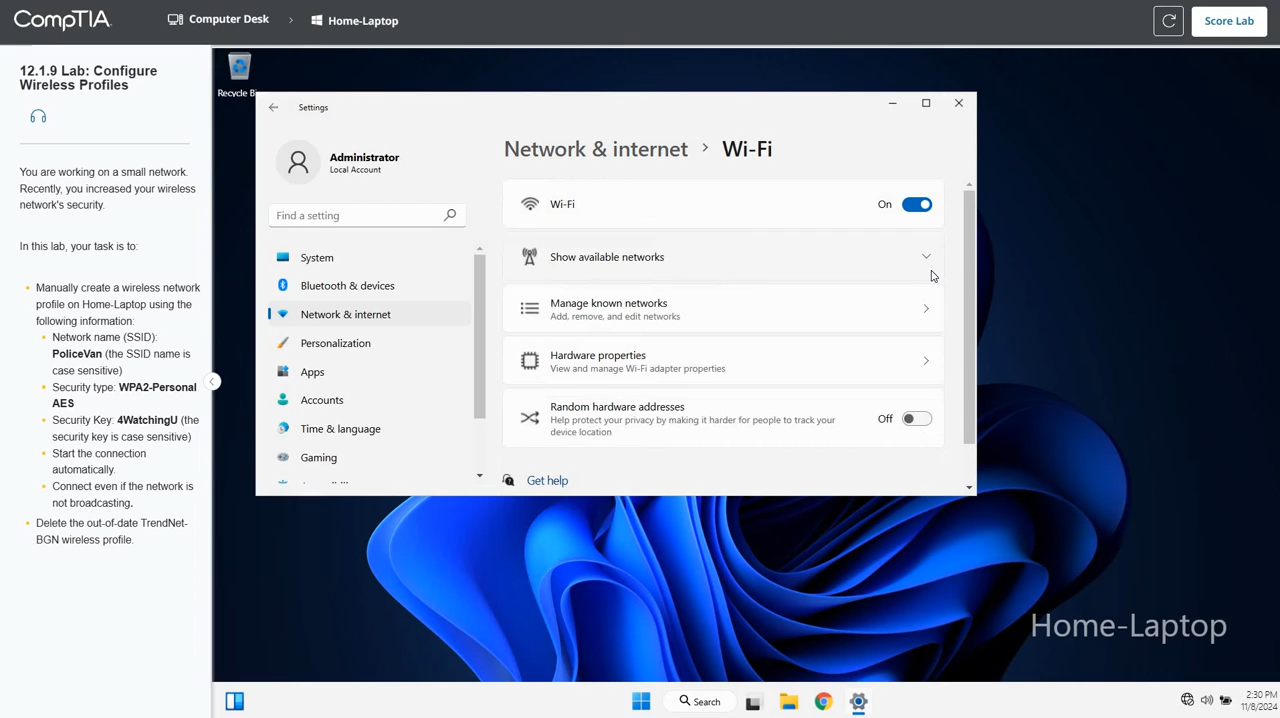 CompTIA.
Computer Desk
Home-Laptop
Score Lab
12.1.9 Lab: Configure
Wireless Profiles
You are working on a small network.
Recently, you increased your wireless
network's security.
In this lab, your task is to:
Manually create a wireless network
profile on Home-Laptop using the
following information:
Network name (SSID):
PoliceVan (the SSID name is
case sensitive)
Security type: WPA2-Personal
AES
Security Key: 4WatchingU (the
security key is case sensitive)
Start the connection
automatically.
Connect even if the network is
not broadcasting.
Delete the out-of-date TrendNet-
BGN wireless profile.
Recycle Bi
Settings
Administrator
Local Account
Find a setting
System
Bluetooth & devices
Network & internet
Personalization
Apps
Accounts
Time & language
Gaming
Network & internet > Wi-Fi
Wi-Fi
On
Show available networks
Manage known networks
Add, remove, and edit networks
Hardware properties
View and manage Wi-Fi adapter properties
Random hardware addresses
Help protect your privacy by making it harder for people to track your
device location
Off
Get help
Home-Laptop
Search
2:30 PM
11/8/2024